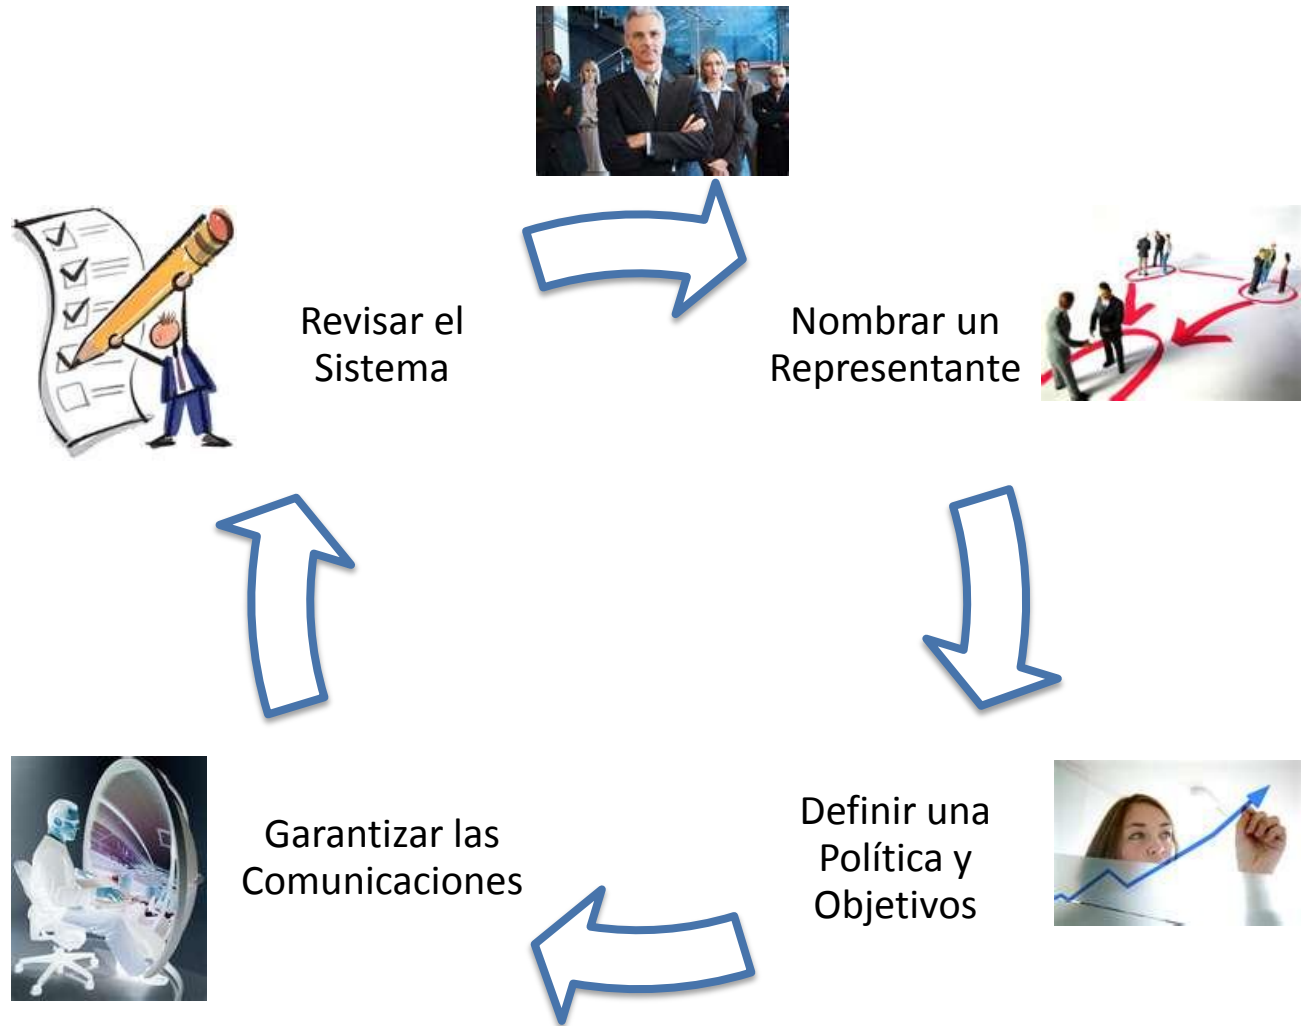 Revisar el
Sistema
Nombrar un
Representante
Garantizar las
Comunicaciones
Definir una
Política y
Objetivos